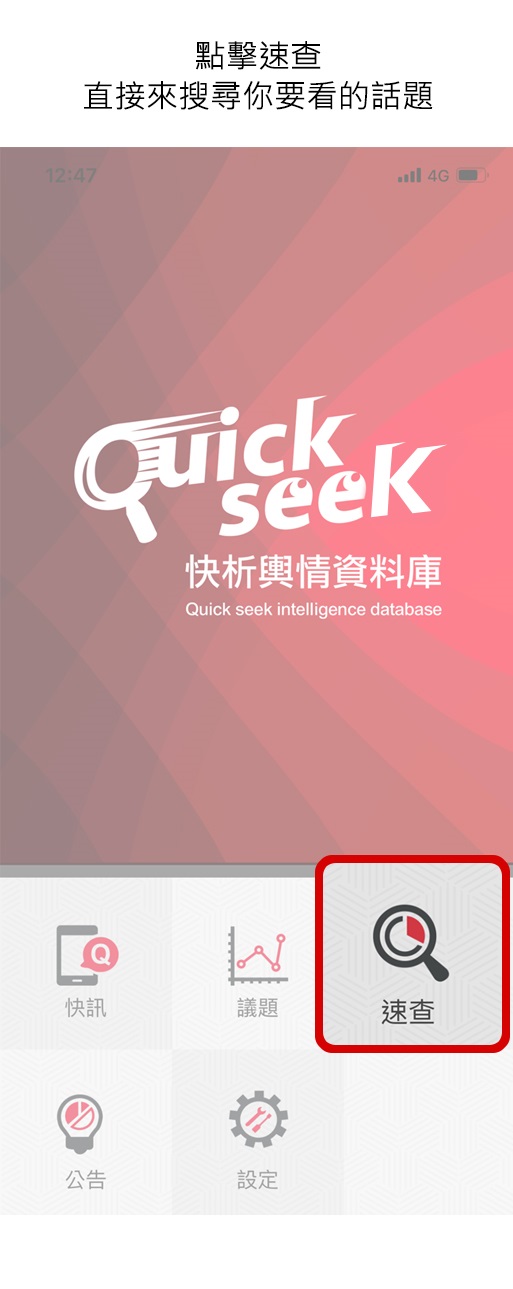 點擊速查
直接來搜尋你要看的話題
12:47
4G
Quick
seek
快析輿情資料庫
Quick seek intelligence database
Q
快訊
議題
速查
公告
設定